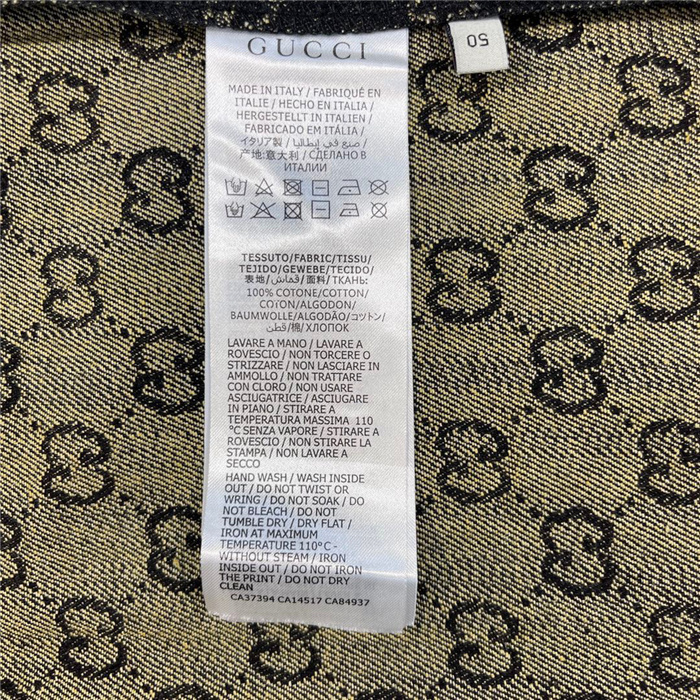 GUCCI
50
MADE IN ITALY / FABRIQUÉ EN
ITALIE / HECHO EN ITALIA /
HERGESTELLT IN ITALIEN /
FABRICADO EM ITÁLIA /
イタリア製 / صنع في إيطاليا /
产地:意大利 / СДЕЛАНО В
ИТАЛИИ
TESSUTO/FABRIC/TISSU/
TEJIDO/GEWEBE/TECIDO/
表地/قماش/面料/ТКАНЬ:
100% COTONE/COTTON/
COTON/ALGODON/
BAUMWOLLE/ALGODÃO/コットン
/قطن/棉/ХЛОПОК
LAVARE A MANO / LAVARE A
ROVESCIO / NON TORCERE O
STRIZZARE / NON LASCIARE IN
AMMOLLO / NON TRATTARE
CON CLORO / NON USARE
ASCIUGATRICE / ASCIUGARE
IN PIANO / STIRARE A
TEMPERATURA MASSIMA 110
°C SENZA VAPORE / STIRARE A
ROVESCIO / NON STIRARE LA
STAMPA / NON LAVARE A
SECCO
HAND WASH / WASH INSIDE
OUT / DO NOT TWIST OR
WRING / DO NOT SOAK / DO
NOT BLEACH / DO NOT
TUMBLE DRY / DRY FLAT /
IRON AT MAXIMUM
TEMPERATURE 110°C -
WITHOUT STEAM / IRON
INSIDE OUT / DO NOT IRON
THE PRINT / DO NOT DRY
CLEAN
CA37394 CA14517 CA84937